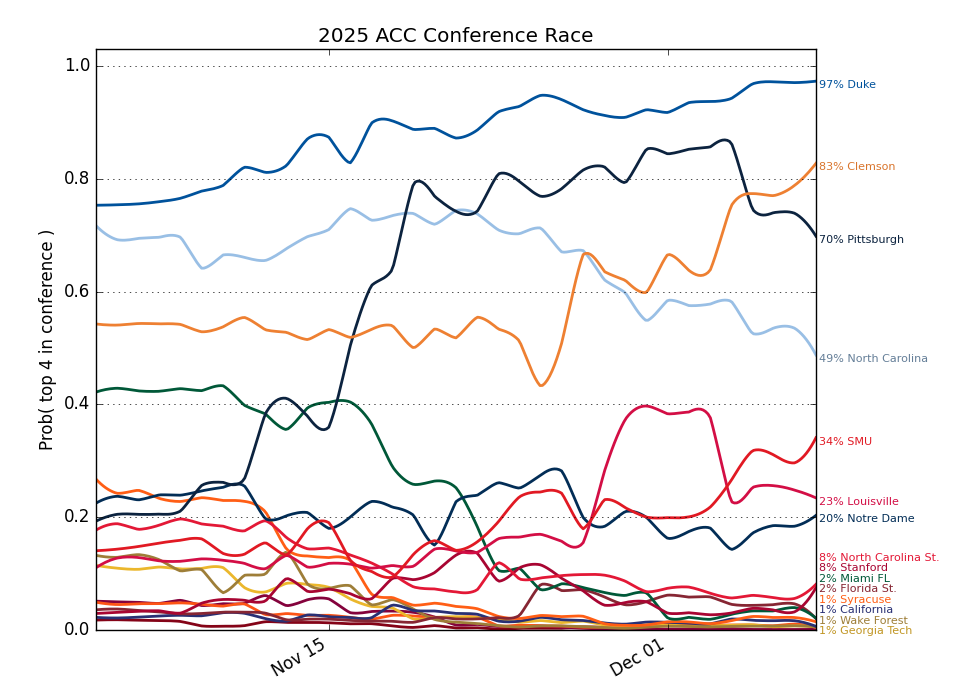 2025 ACC Conference Race
1.0
0.8
0.6
0.4
0.2
0.0
Prob( top 4 in conference )
Nov 15
Dec 01
97% Duke
83% Clemson
70% Pittsburgh
49% North Carolina
34% SMU
23% Louisville
20% Notre Dame
8% North Carolina St.
8% Stanford
2% Miami FL
2% Florida St.
1% Syracuse
1% California
1% Wake Forest
1% Georgia Tech